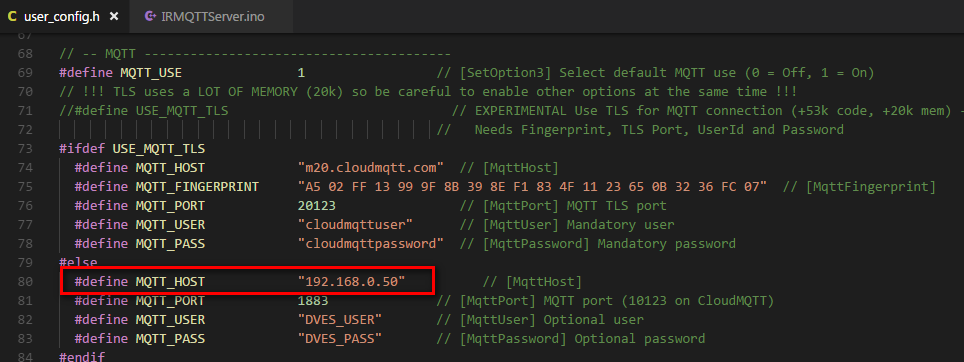 user_config.h × IRMQTTServer.ino
67
68 // -- MQTT ----------------------------------------
69 #define MQTT_USE 1 // [SetOption3] Select default MQTT use (0 = Off, 1 = On)
70 // !!! TLS uses a LOT OF MEMORY (20k) so be careful to enable other options at the same time !!!
71 //#define USE_MQTT_TLS // EXPERIMENTAL Use TLS for MQTT connection (+53k code, +20k mem) -
72 // Needs Fingerprint, TLS Port, UserId and Password
73 #ifdef USE_MQTT_TLS
74 #define MQTT_HOST "m20.cloudmqtt.com" // [MqttHost]
75 #define MQTT_FINGERPRINT "A5 02 FF 13 99 9F 8B 39 8E F1 83 4F 11 23 65 0B 32 36 FC 07" // [MqttFingerprint]
76 #define MQTT_PORT 20123 // [MqttPort] MQTT TLS port
77 #define MQTT_USER "cloudmqttuser" // [MqttUser] Mandatory user
78 #define MQTT_PASS "cloudmqttpassword" // [MqttPassword] Mandatory password
79 #else
80 #define MQTT_HOST "192.168.0.50" // [MqttHost]
81 #define MQTT_PORT 1883 // [MqttPort] MQTT port (10123 on CloudMQTT)
82 #define MQTT_USER "DVES_USER" // [MqttUser] Optional user
83 #define MQTT_PASS "DVES_PASS" // [MqttPassword] Optional password
84 #endif